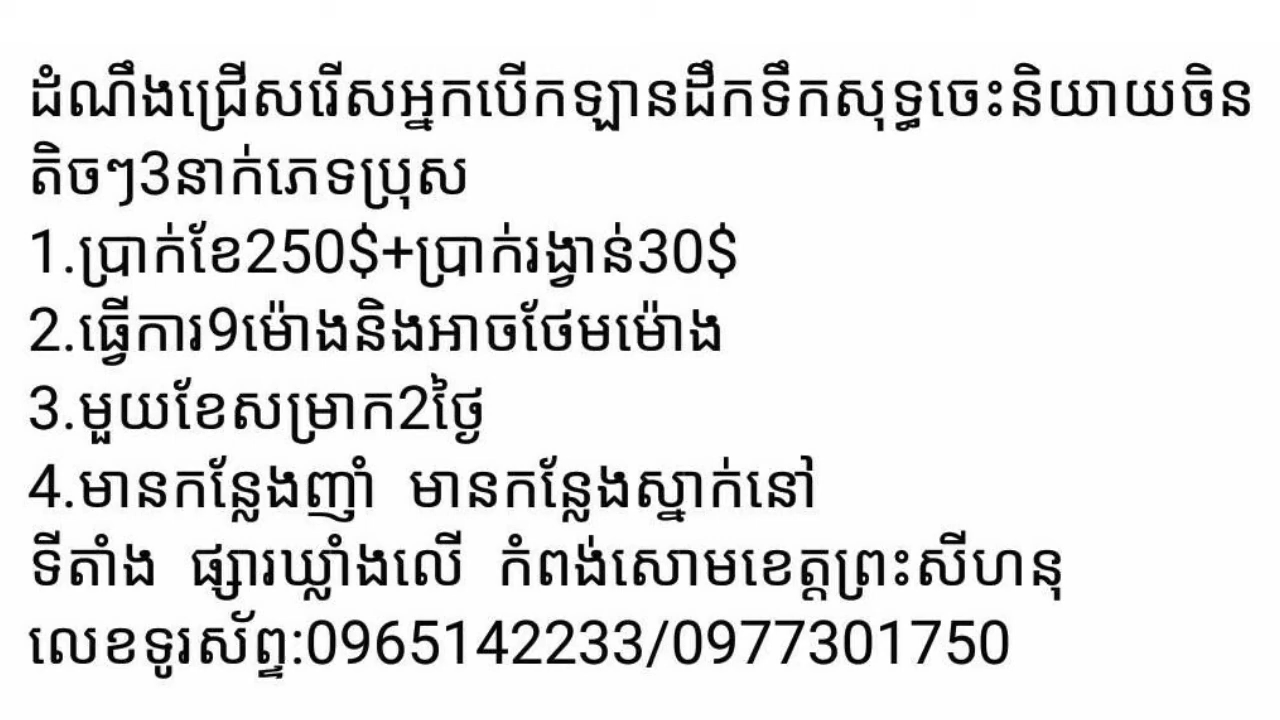 ដំណឹងជ្រើសរើសអ្នកបើកឡានដឹកទឹកសុទ្ធចេះនិយាយចិន
តិចៗ3នាក់ភេទប្រុស
1.ប្រាក់ខែ250$+ប្រាក់រង្វាន់30$
2.ធ្វើការ9ម៉ោងនិងអាចថែមម៉ោង
3.មួយខែសម្រាក2ថ្ងៃ
4.មានកន្លែងញ៉ាំ មានកន្លែងស្នាក់នៅ
ទីតាំង ផ្សារឃ្លាំងលើ កំពង់សោមខេត្តព្រះសីហនុ
លេខទូរស័ព្ទ:0965142233/0977301750